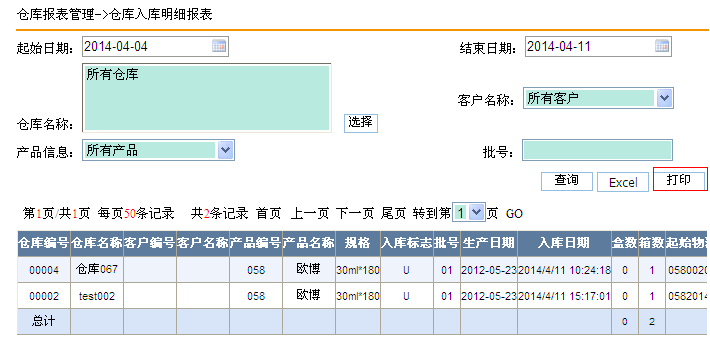 仓库报表管理->仓库入库明细报表
起始日期: 2014-04-04 结束日期: 2014-04-11
仓库名称: 所有仓库 选择 客户名称: 所有客户
产品信息: 所有产品 批号:
查询 Excel 打印
第1页/共1页 每页50条记录 共2条记录 首页 上一页 下一页 尾页 转到第 1 页 GO
仓库编号 仓库名称 客户编号 客户名称 产品编号 产品名称 规格 入库标志 批号 生产日期 入库日期 盒数 箱数 起始物
00004 仓库067 058 欧博 30ml*180 U 01 2012-05-23 2014/4/11 10:24:18 0 1 0580020
00002 test002 058 欧博 30ml*180 U 01 2012-05-23 2014/4/11 15:17:01 0 1 0582014
总计 0 2